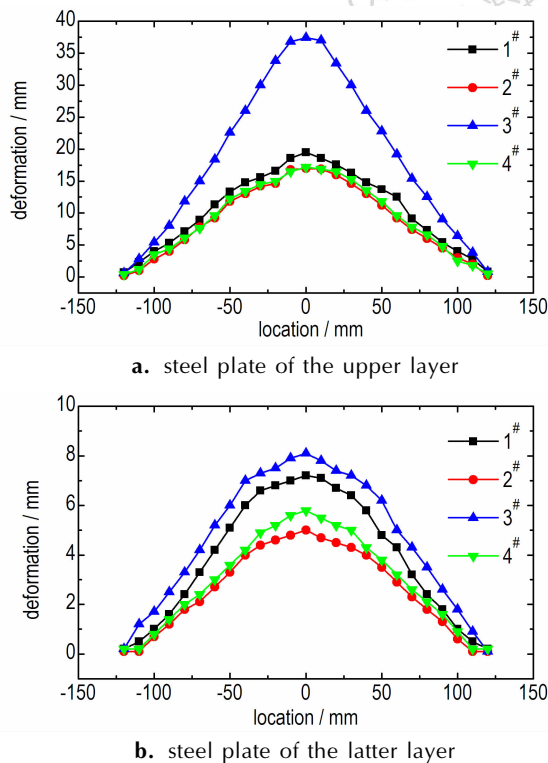 40
35
30
25
20
15
10
5
0
deformation / mm
1#
2#
3#
4#
-150 -100 -50 0 50 100 150
location / mm
a. steel plate of the upper layer
10
8
6
4
2
0
deformation / mm
1#
2#
3#
4#
-150 -100 -50 0 50 100 150
location / mm
b. steel plate of the latter layer